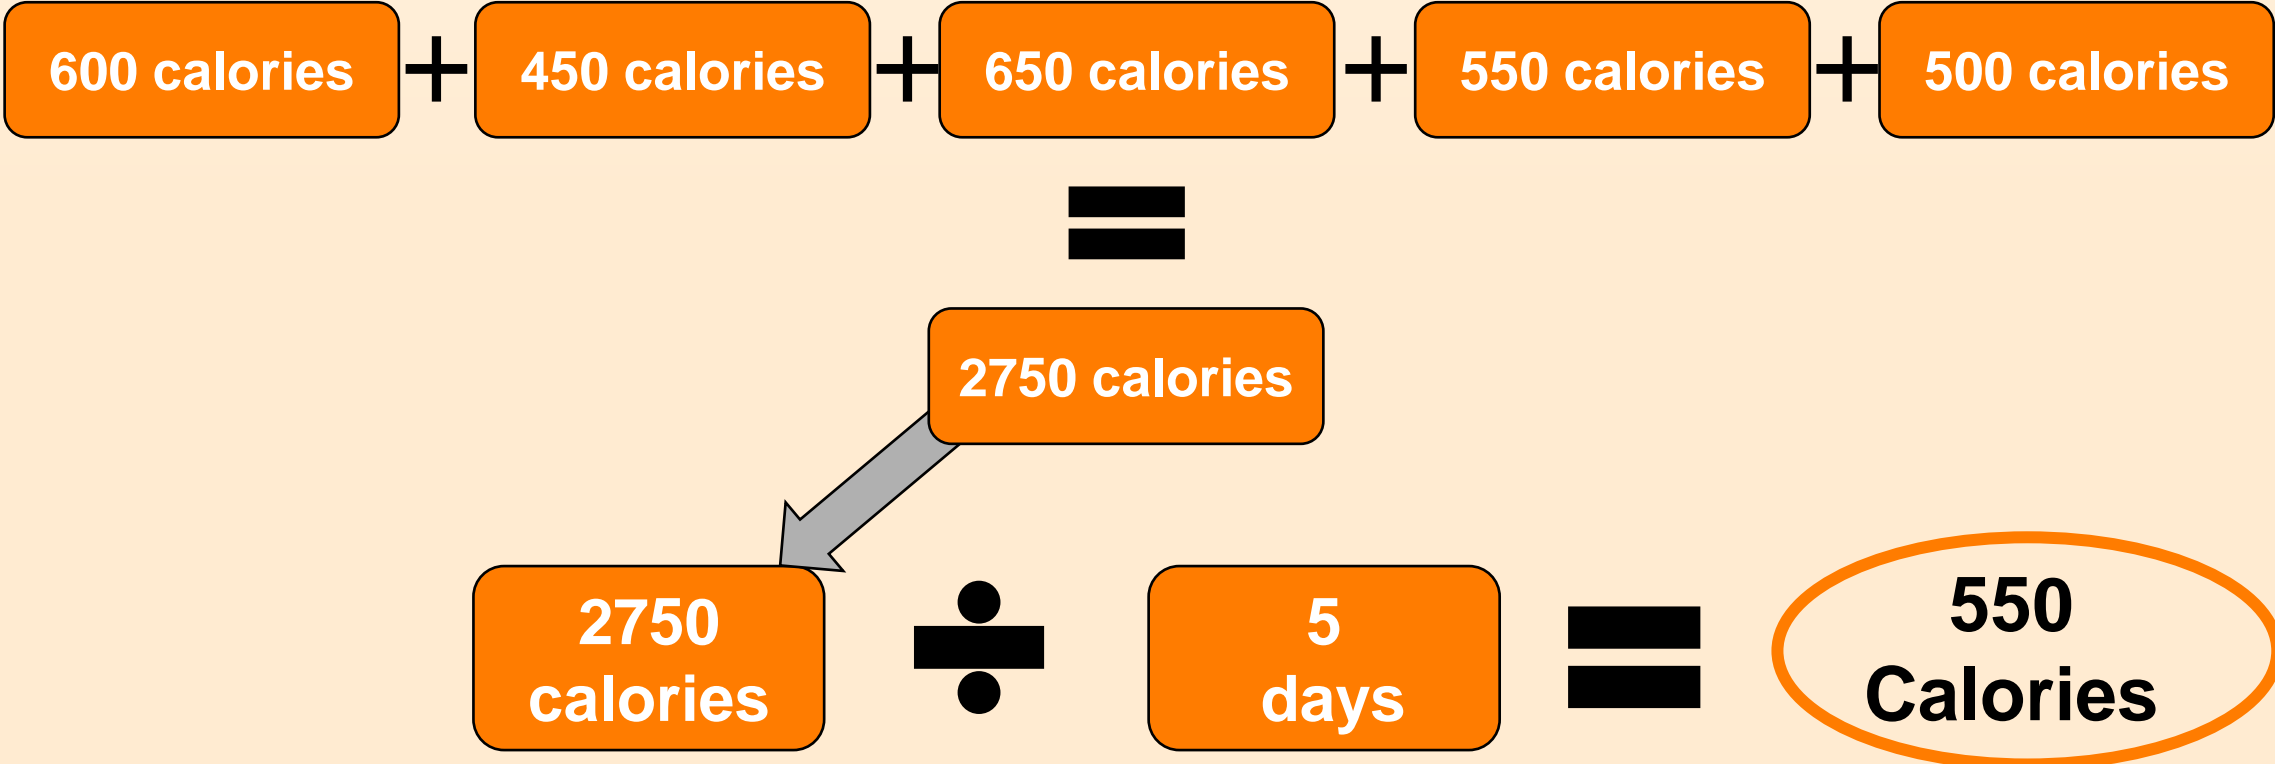 600 calories + 450 calories + 650 calories + 550 calories + 500 calories
=
2750 calories
2750 ÷ 5 = 550
calories days Calories